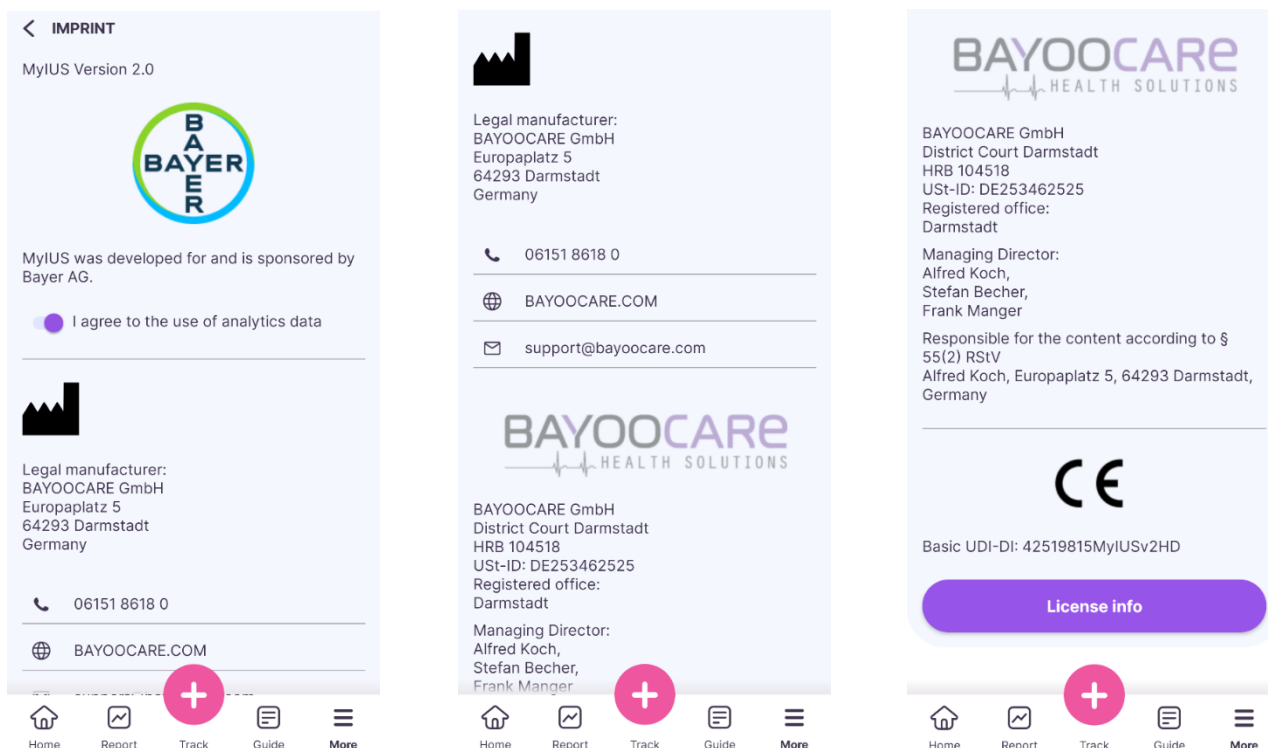 IMPRINT
MyIUS Version 2.0
BAYER
BAYER
MyIUS was developed for and is sponsored by
Bayer AG.
I agree to the use of analytics data
Legal manufacturer:
BAYOOCARE GmbH
Europaplatz 5
64293 Darmstadt
Germany
06151 8618 0
BAYOOCARE.COM
Home
Report
Track
Guide
More
Legal manufacturer:
BAYOOCARE GmbH
Europaplatz 5
64293 Darmstadt
Germany
06151 8618 0
BAYOOCARE.COM
support@bayoocare.com
BAYOOCARE
HEALTH SOLUTIONS
BAYOOCARE GmbH
District Court Darmstadt
HRB 104518
USt-ID: DE253462525
Registered office:
Darmstadt
Managing Director:
Alfred Koch,
Stefan Becher,
Frank Manger
Home
Report
Track
Guide
More
BAYOOCARE
HEALTH SOLUTIONS
BAYOOCARE GmbH
District Court Darmstadt
HRB 104518
USt-ID: DE253462525
Registered office:
Darmstadt
Managing Director:
Alfred Koch,
Stefan Becher,
Frank Manger
Responsible for the content according to §
55(2) RStV
Alfred Koch, Europaplatz 5, 64293 Darmstadt,
Germany
CE
Basic UDI-DI: 42519815MyIUSv2HD
License info
Home
Report
Track
Guide
More